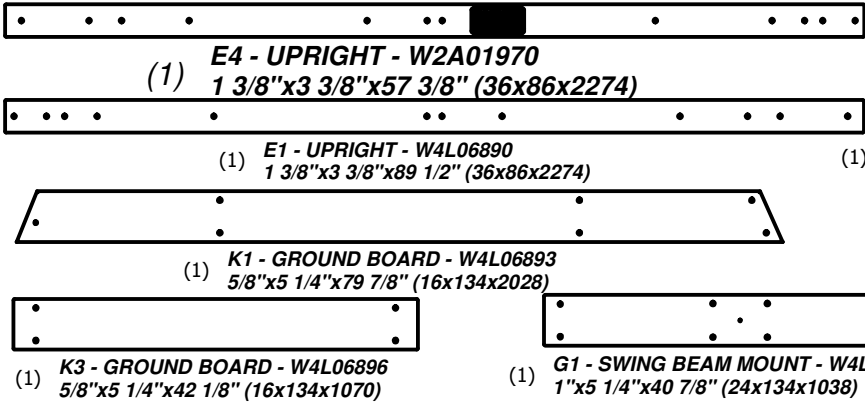 (1) E4 - UPRIGHT - W2A01970
1 3/8"x3 3/8"x57 3/8" (36x86x2274)
(1) E1 - UPRIGHT - W4L06890
1 3/8"x3 3/8"x89 1/2" (36x86x2274)
(1)
(1) K1 - GROUND BOARD - W4L06893
5/8"x5 1/4"x79 7/8" (16x134x2028)
(1) K3 - GROUND BOARD - W4L06896
5/8"x5 1/4"x42 1/8" (16x134x1070)
(1) G1 - SWING BEAM MOUNT - W4L
1"x5 1/4"x40 7/8" (24x134x1038)